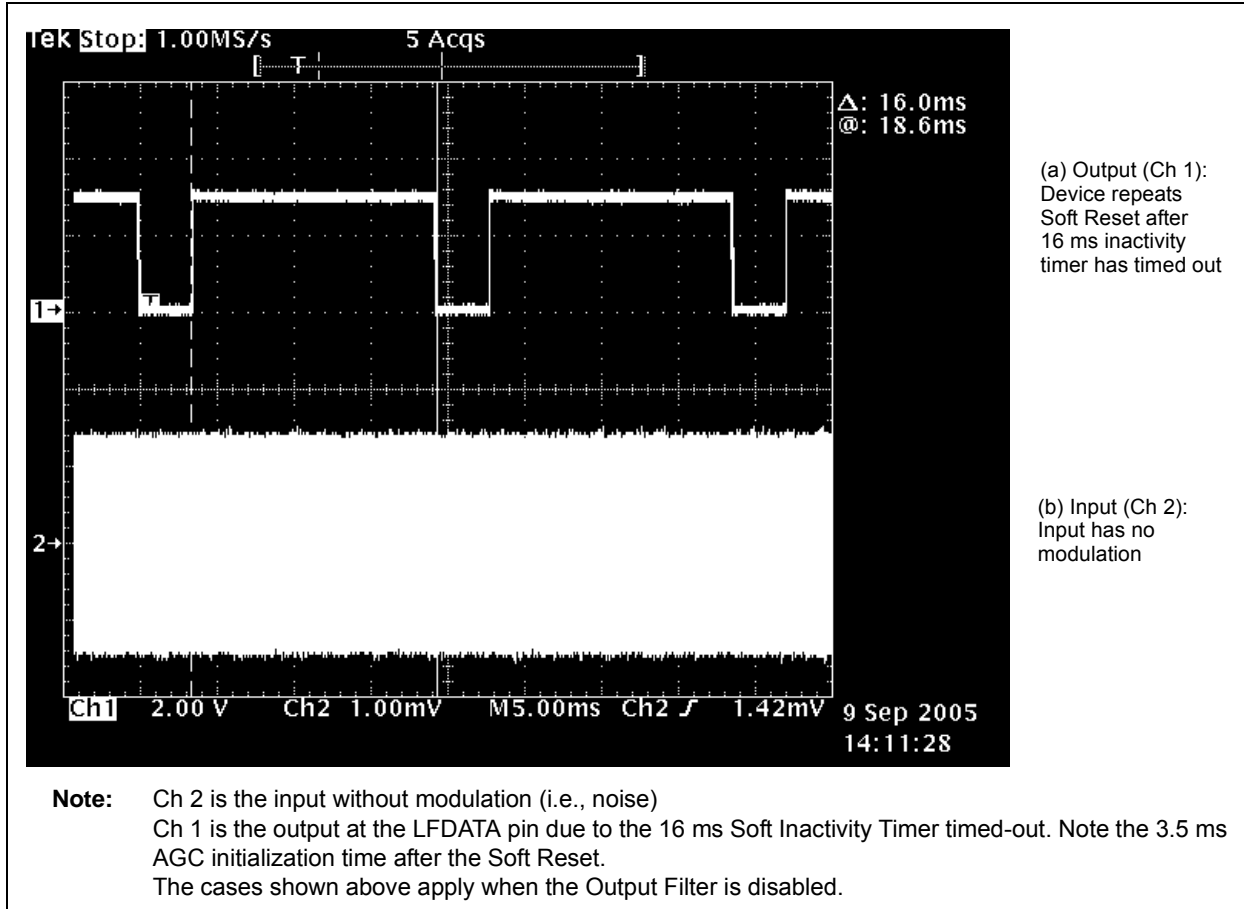 Tek Stop: 1.00MS/s 5 Acqs
T
Δ: 16.0ms
@: 18.6ms
(a) Output (Ch 1):
Device repeats
Soft Reset after
16 ms inactivity
timer has timed out
T
1→
(b) Input (Ch 2):
Input has no
modulation
2→
Ch1 2.00 V Ch2 1.00mV M5.00ms Ch2 ƒ 1.42mV
9 Sep 2005
14:11:28
Note: Ch 2 is the input without modulation (i.e., noise)
Ch 1 is the output at the LFDATA pin due to the 16 ms Soft Inactivity Timer timed-out. Note the 3.5 ms
AGC initialization time after the Soft Reset.
The cases shown above apply when the Output Filter is disabled.